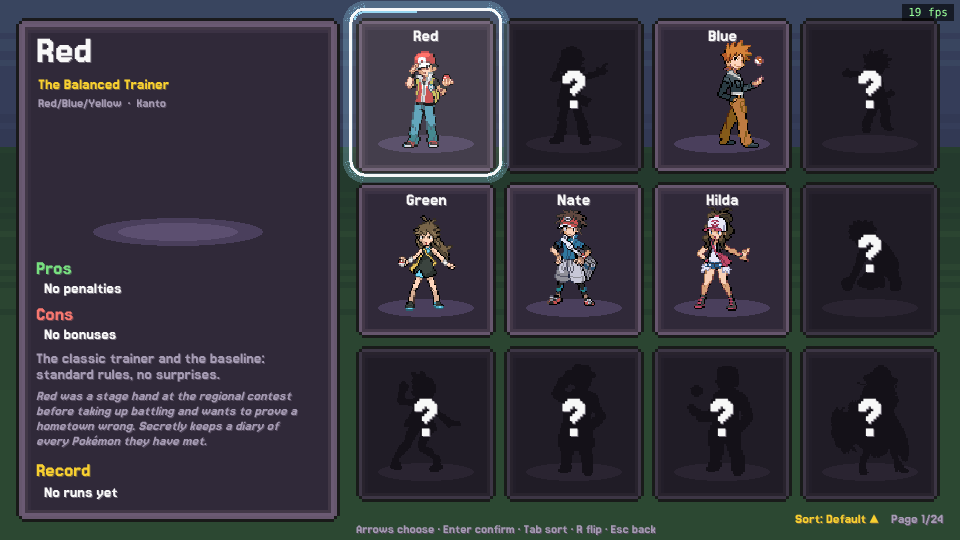 Red
The Balanced Trainer
Red/Blue/Yellow · Kanto
Pros
No penalties
Cons
No bonuses
The classic trainer and the baseline:
standard rules, no surprises.
Red was a stage hand at the regional contest
before taking up battling and wants to prove a
hometown wrong. Secretly keeps a diary of
every Pokémon they have met.
Record
No runs yet
19 fps
Red
?
Blue
?
Green
Nate
Hilda
?
?
?
?
?
Arrows choose · Enter confirm · Tab sort · R flip · Esc back
Sort: Default ▲
Page 1/24